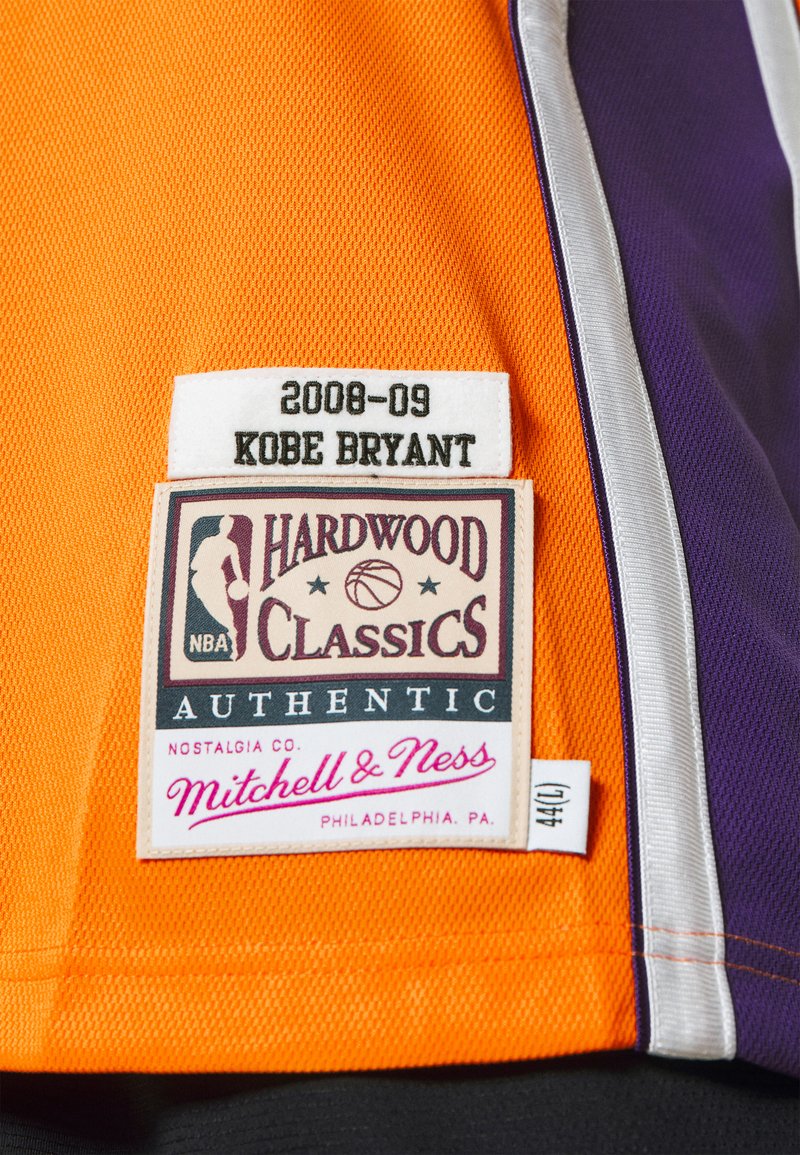 2008-09
KOBE BRYANT
HARDWOOD
CLASSICS
NBA
AUTHENTIC
NOSTALGIA CO.
Mitchell & Ness
PHILADELPHIA, PA.
44(L)